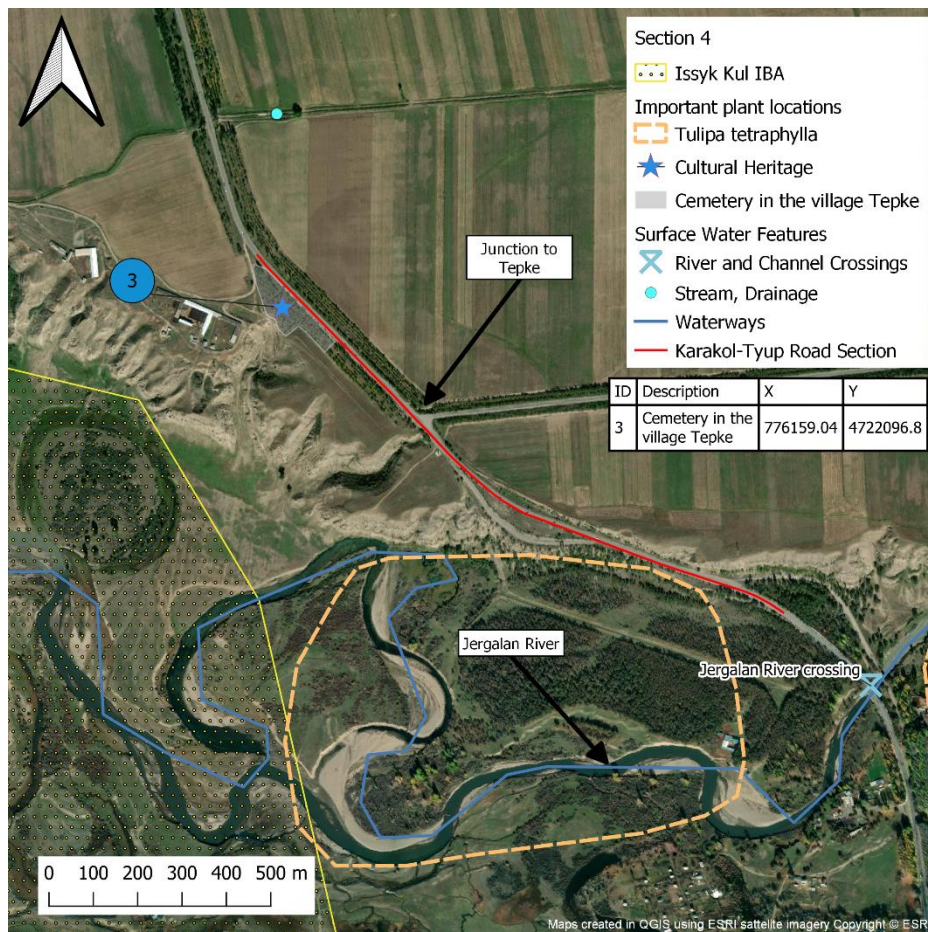 Section 4
Issyk Kul IBA
Important plant locations
Tulipa tetraphylla
Cultural Heritage
Cemetery in the village Tepke
Surface Water Features
River and Channel Crossings
Stream, Drainage
Waterways
Karakol-Tyup Road Section
Junction to
Tepke
3
ID Description X Y
3 Cemetery in the village Tepke 776159.04 4722096.8
Jergalan River
Jergalan River crossing
0 100 200 300 400 500 m
Maps created in QGIS using ESRI sattelite imagery Copyright © ESR